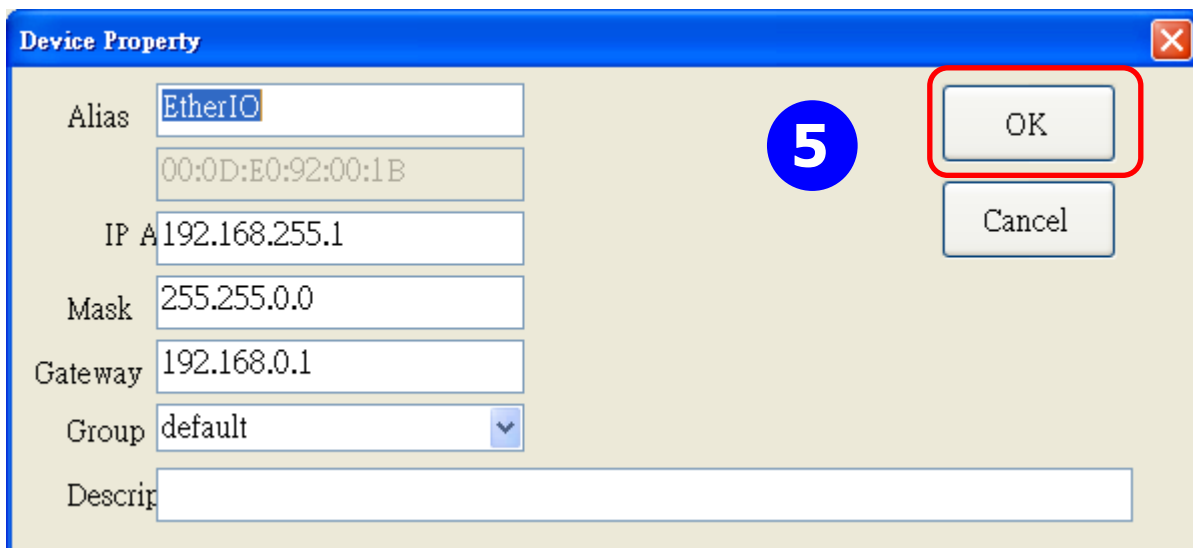 Device Property
Alias EtherIO
00:0D:E0:92:00:1B
IP A 192.168.255.1
Mask 255.255.0.0
Gateway 192.168.0.1
Group default
Descrip
5
OK
Cancel